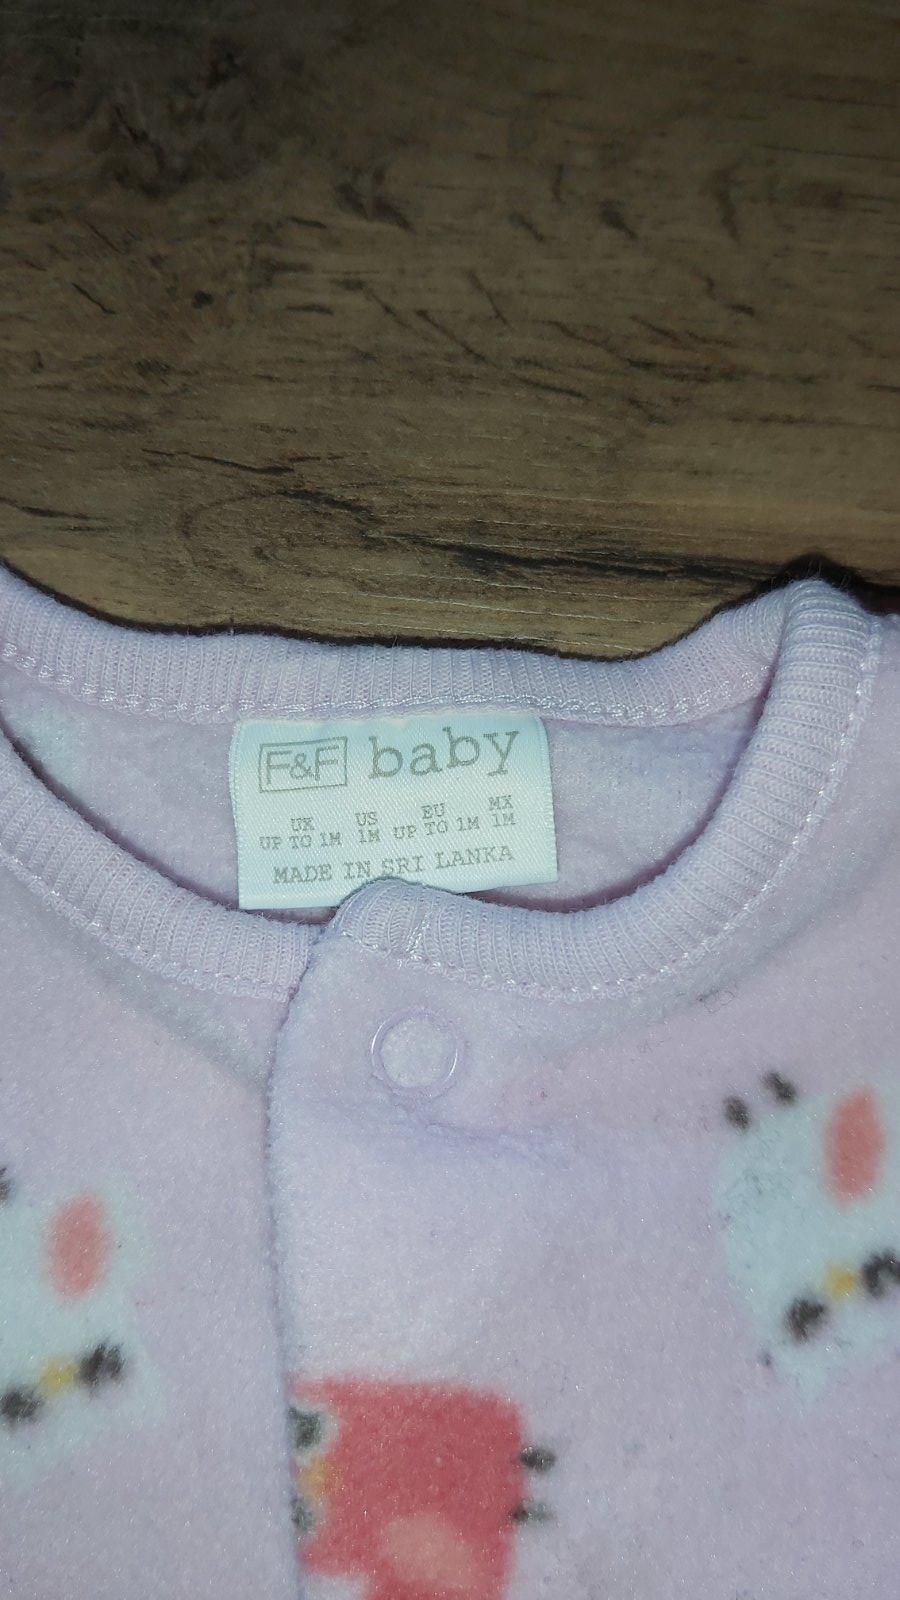 F&F baby
UK US EU MX
UP TO 1M 1M UP TO 1M 1M
MADE IN SRI LANKA